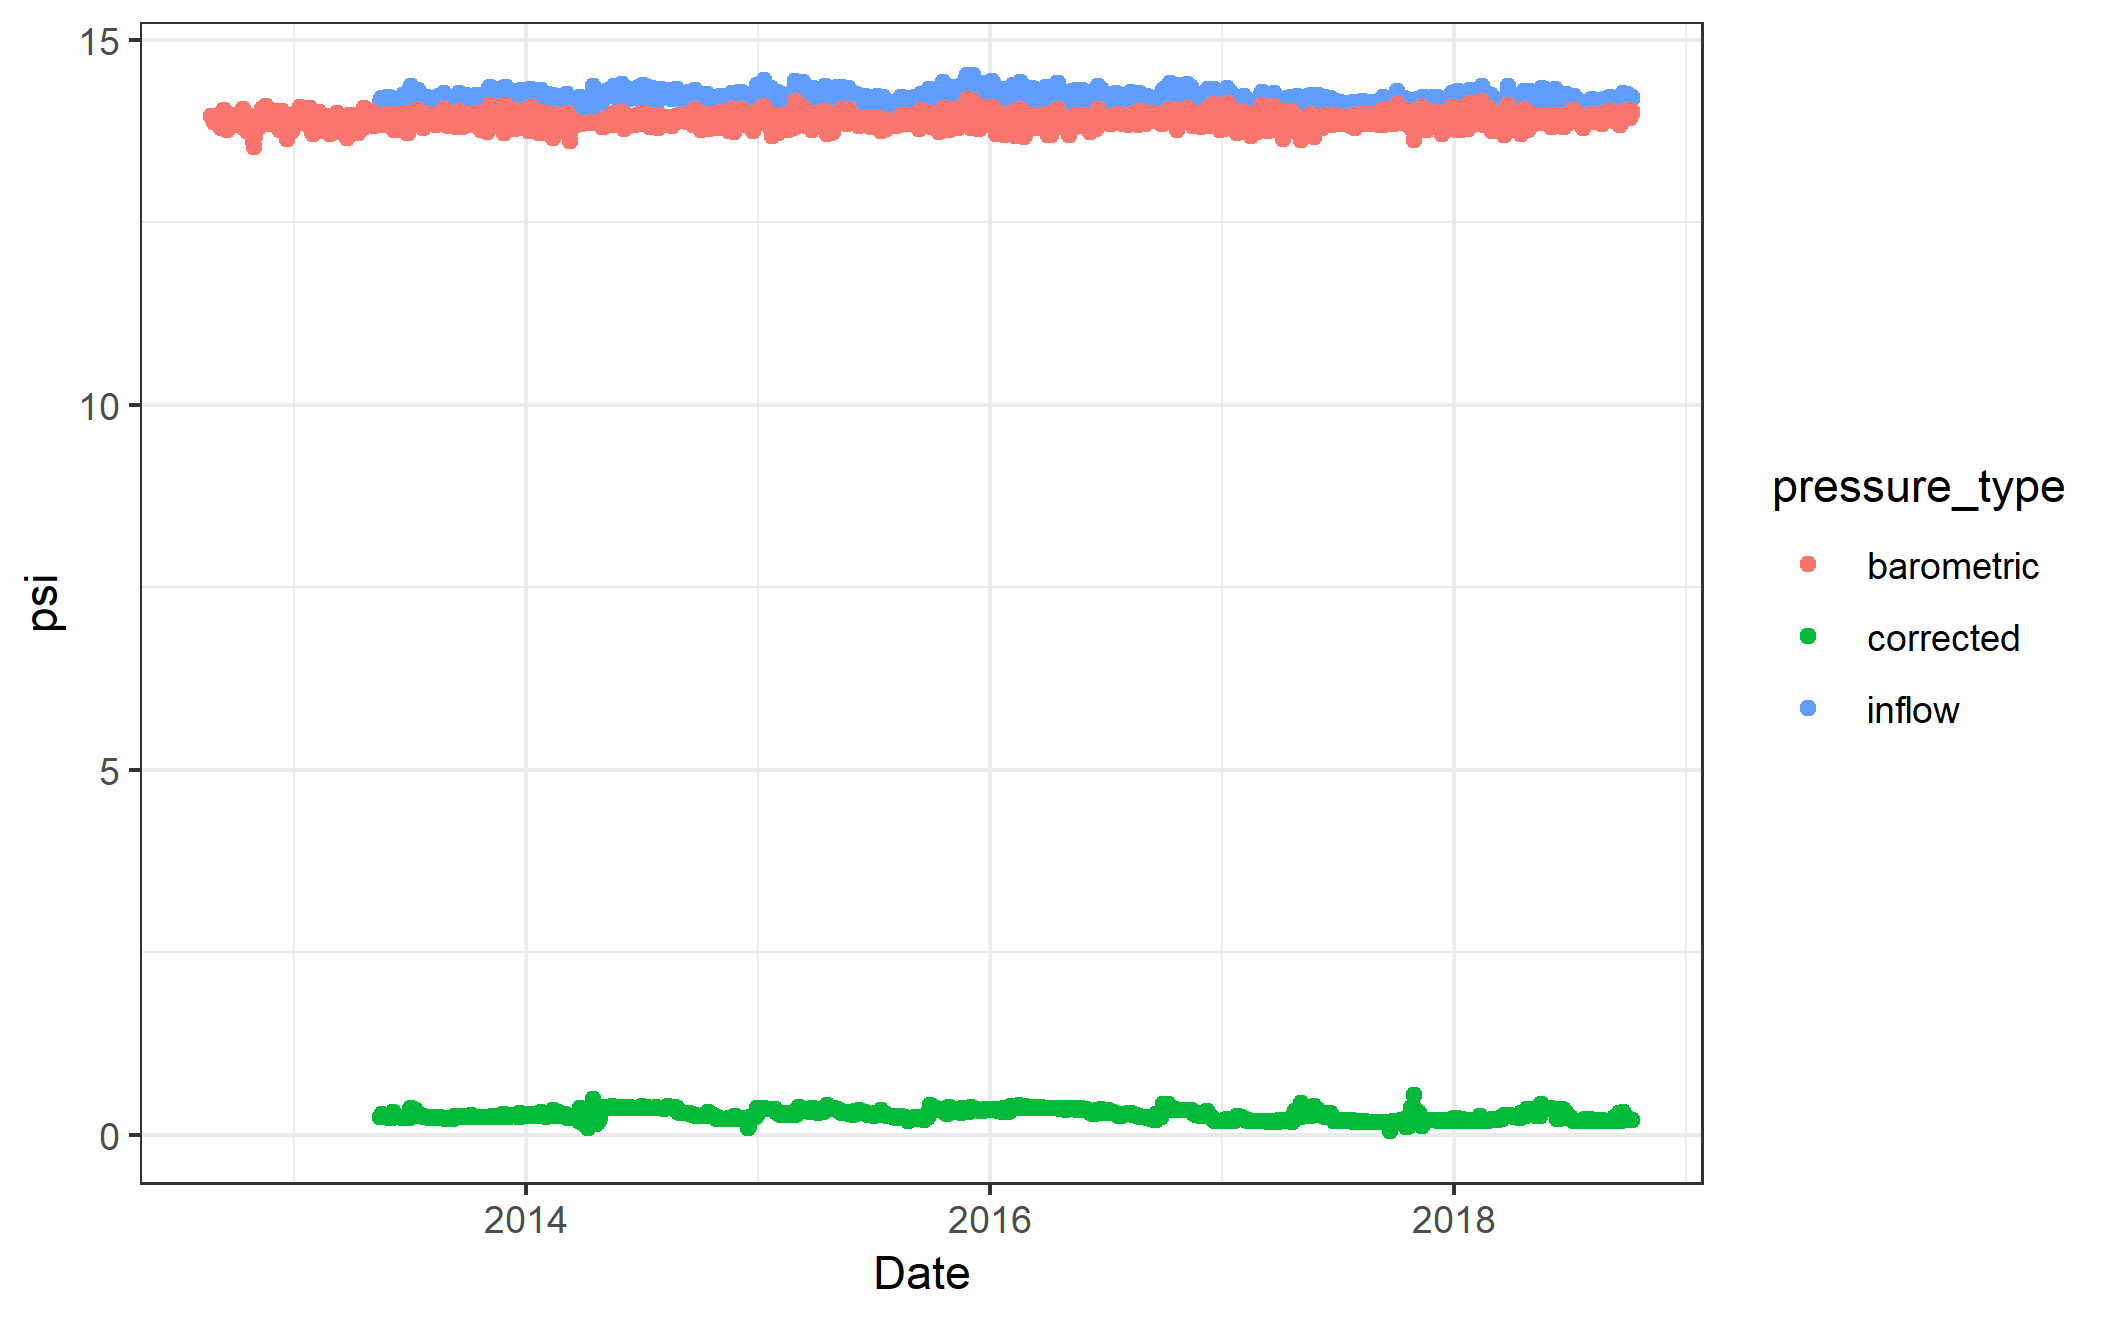 15
10
5
0
psi
2014
2016
2018
Date
pressure_type
barometric
corrected
inflow